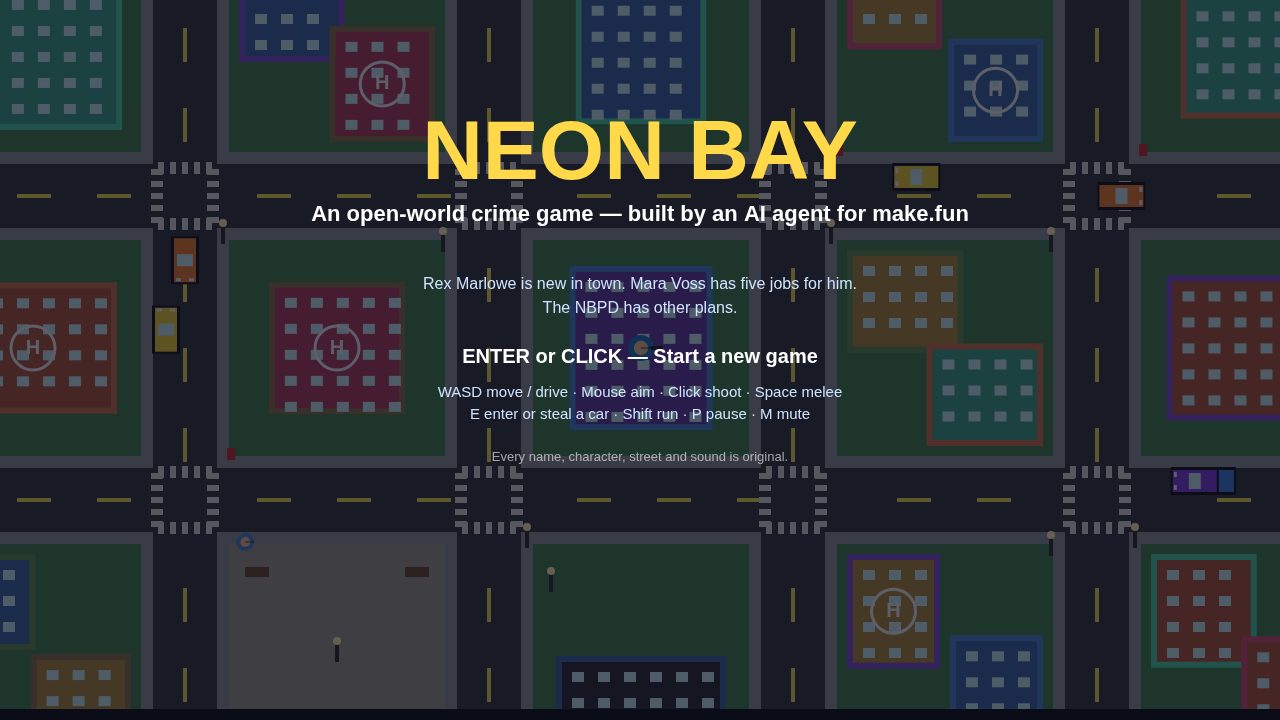 H
H
NEON BAY
An open-world crime game — built by an AI agent for make.fun
Rex Marlowe is new in town. Mara Voss has five jobs for him.
The NBPD has other plans.
H
H
ENTER or CLICK — Start a new game
WASD move / drive · Mouse aim · Click shoot · Space melee
E enter or steal a car · Shift run · P pause · M mute
Every name, character, street and sound is original.
H